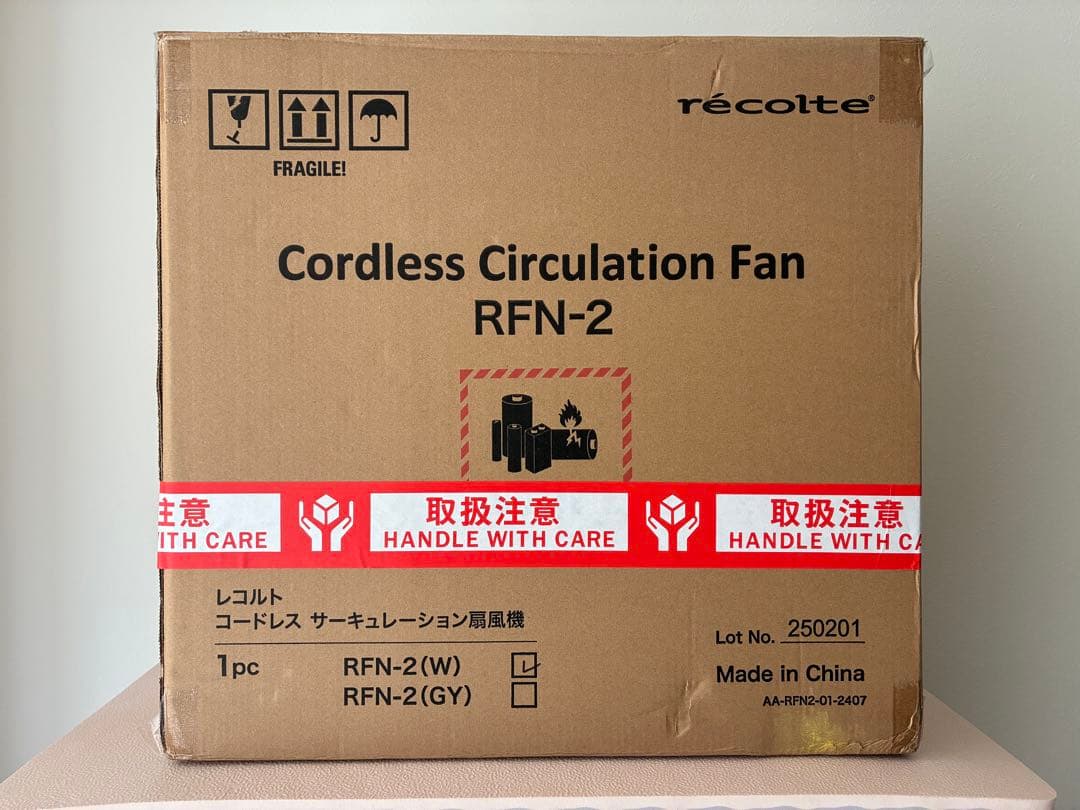 récolte®
FRAGILE!
Cordless Circulation Fan
RFN-2
注意 取扱注意 取扱注意
WITH CARE HANDLE WITH CARE HANDLE WITH
レコルト
コードレス サーキュレーション扇風機
1pc RFN-2(W)
RFN-2(GY)
Lot No. 250201
Made in China
AA-RFN2-01-2407